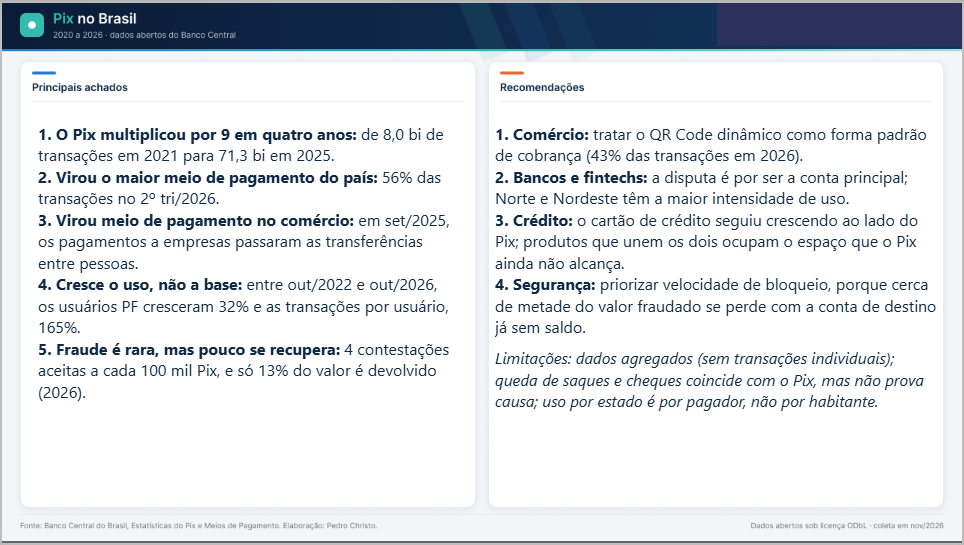 Pix no Brasil
2020 a 2026 · dados abertos do Banco Central
Principais achados
1. O Pix multiplicou por 9 em quatro anos: de 8,0 bi de
transações em 2021 para 71,3 bi em 2025.
2. Virou o maior meio de pagamento do país: 56% das
transações no 2º tri/2026.
3. Virou meio de pagamento no comércio: em set/2025,
os pagamentos a empresas passaram as transferências
entre pessoas.
4. Cresce o uso, não a base: entre out/2022 e out/2026,
os usuários PF cresceram 32% e as transações por usuário,
165%.
5. Fraude é rara, mas pouco se recupera: 4 contestações
aceitas a cada 100 mil Pix, e só 13% do valor é devolvido
(2026).
Recomendações
1. Comércio: tratar o QR Code dinâmico como forma padrão
de cobrança (43% das transações em 2026).
2. Bancos e fintechs: a disputa é por ser a conta principal;
Norte e Nordeste têm a maior intensidade de uso.
3. Crédito: o cartão de crédito seguiu crescendo ao lado do
Pix; produtos que unem os dois ocupam o espaço que o Pix
ainda não alcança.
4. Segurança: priorizar velocidade de bloqueio, porque cerca
de metade do valor fraudado se perde com a conta de destino
já sem saldo.
Limitações: dados agregados (sem transações individuais);
queda de saques e cheques coincide com o Pix, mas não prova
causa; uso por estado é por pagador, não por habitante.
Fonte: Banco Central do Brasil, Estatísticas do Pix e Meios de Pagamento. Elaboração: Pedro Christo.
Dados abertos sob licença ODbL · coleta em nov/2026